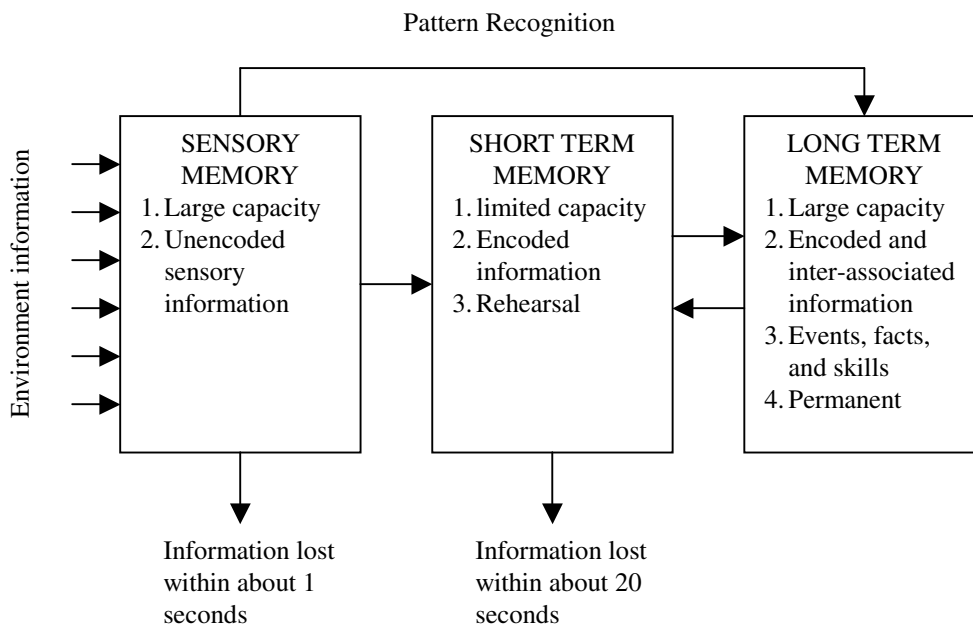 Pattern Recognition
Environment information
SENSORY
MEMORY
1. Large capacity
2. Unencoded
sensory
information
SHORT TERM
MEMORY
1. limited capacity
2. Encoded
information
3. Rehearsal
LONG TERM
MEMORY
1. Large capacity
2. Encoded and
inter-associated
information
3. Events, facts,
and skills
4. Permanent
Information lost
within about 1
seconds
Information lost
within about 20
seconds